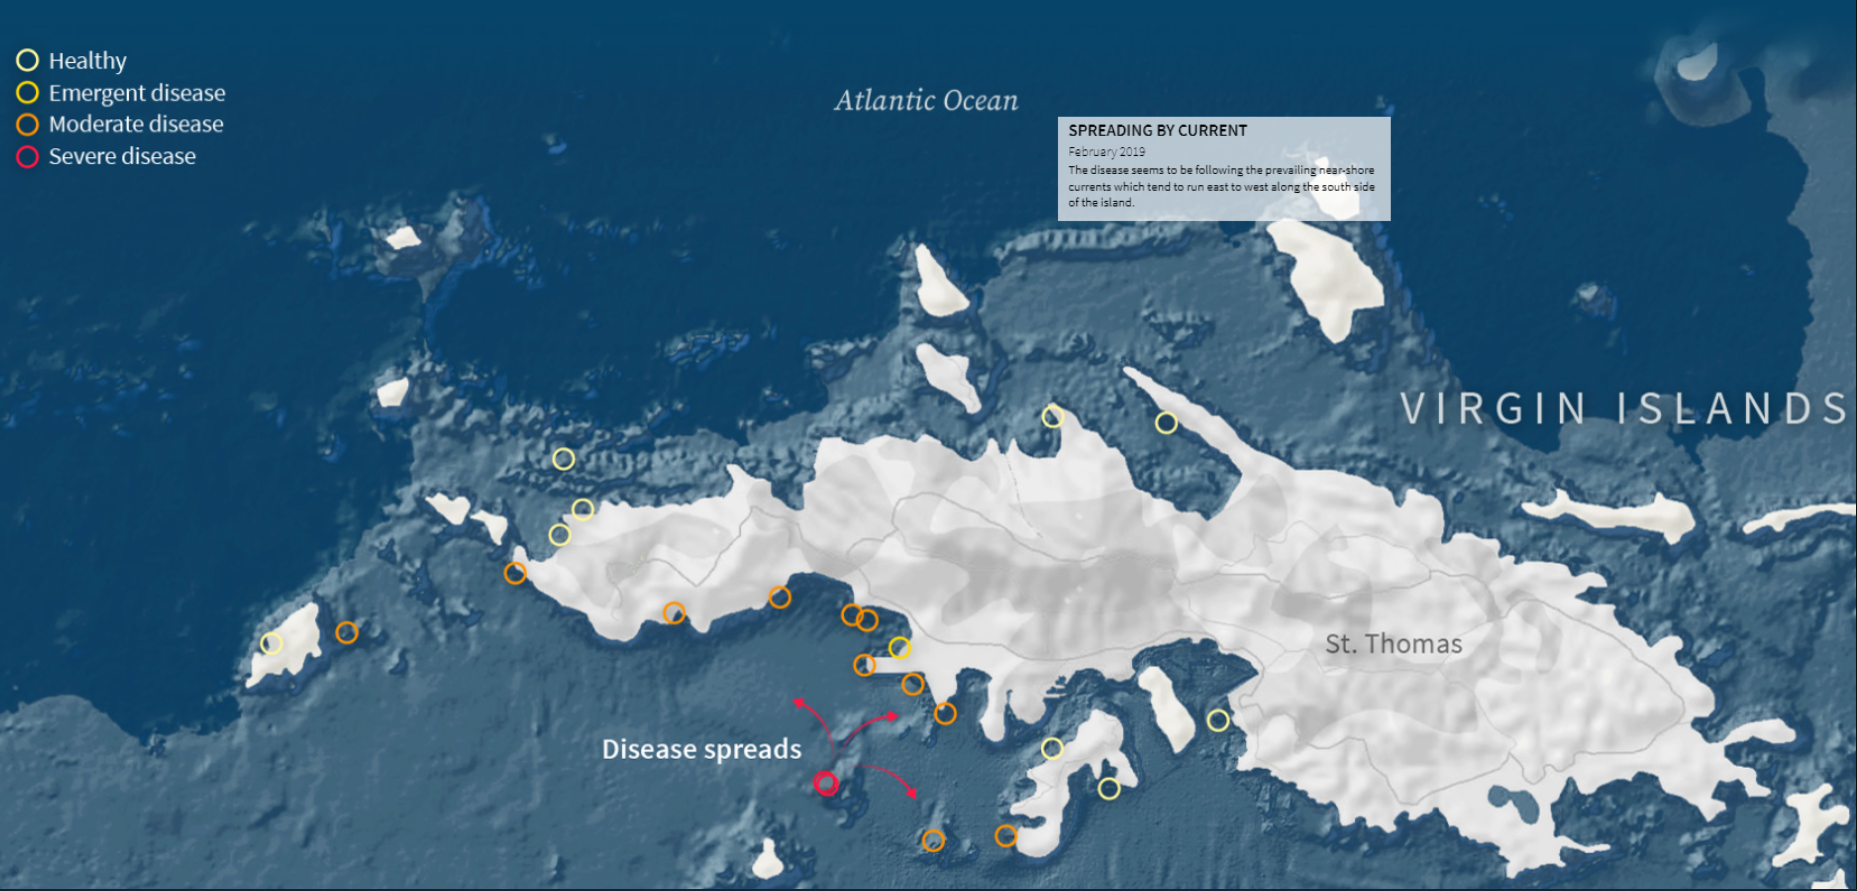 Healthy
Emergent disease
Moderate disease
Severe disease
Atlantic Ocean
SPREADING BY CURRENT
February 2019
The disease seems to be following the prevailing near-shore
currents which tend to run east to west along the south side
of the island.
VIRGIN ISLANDS
St. Thomas
Disease spreads